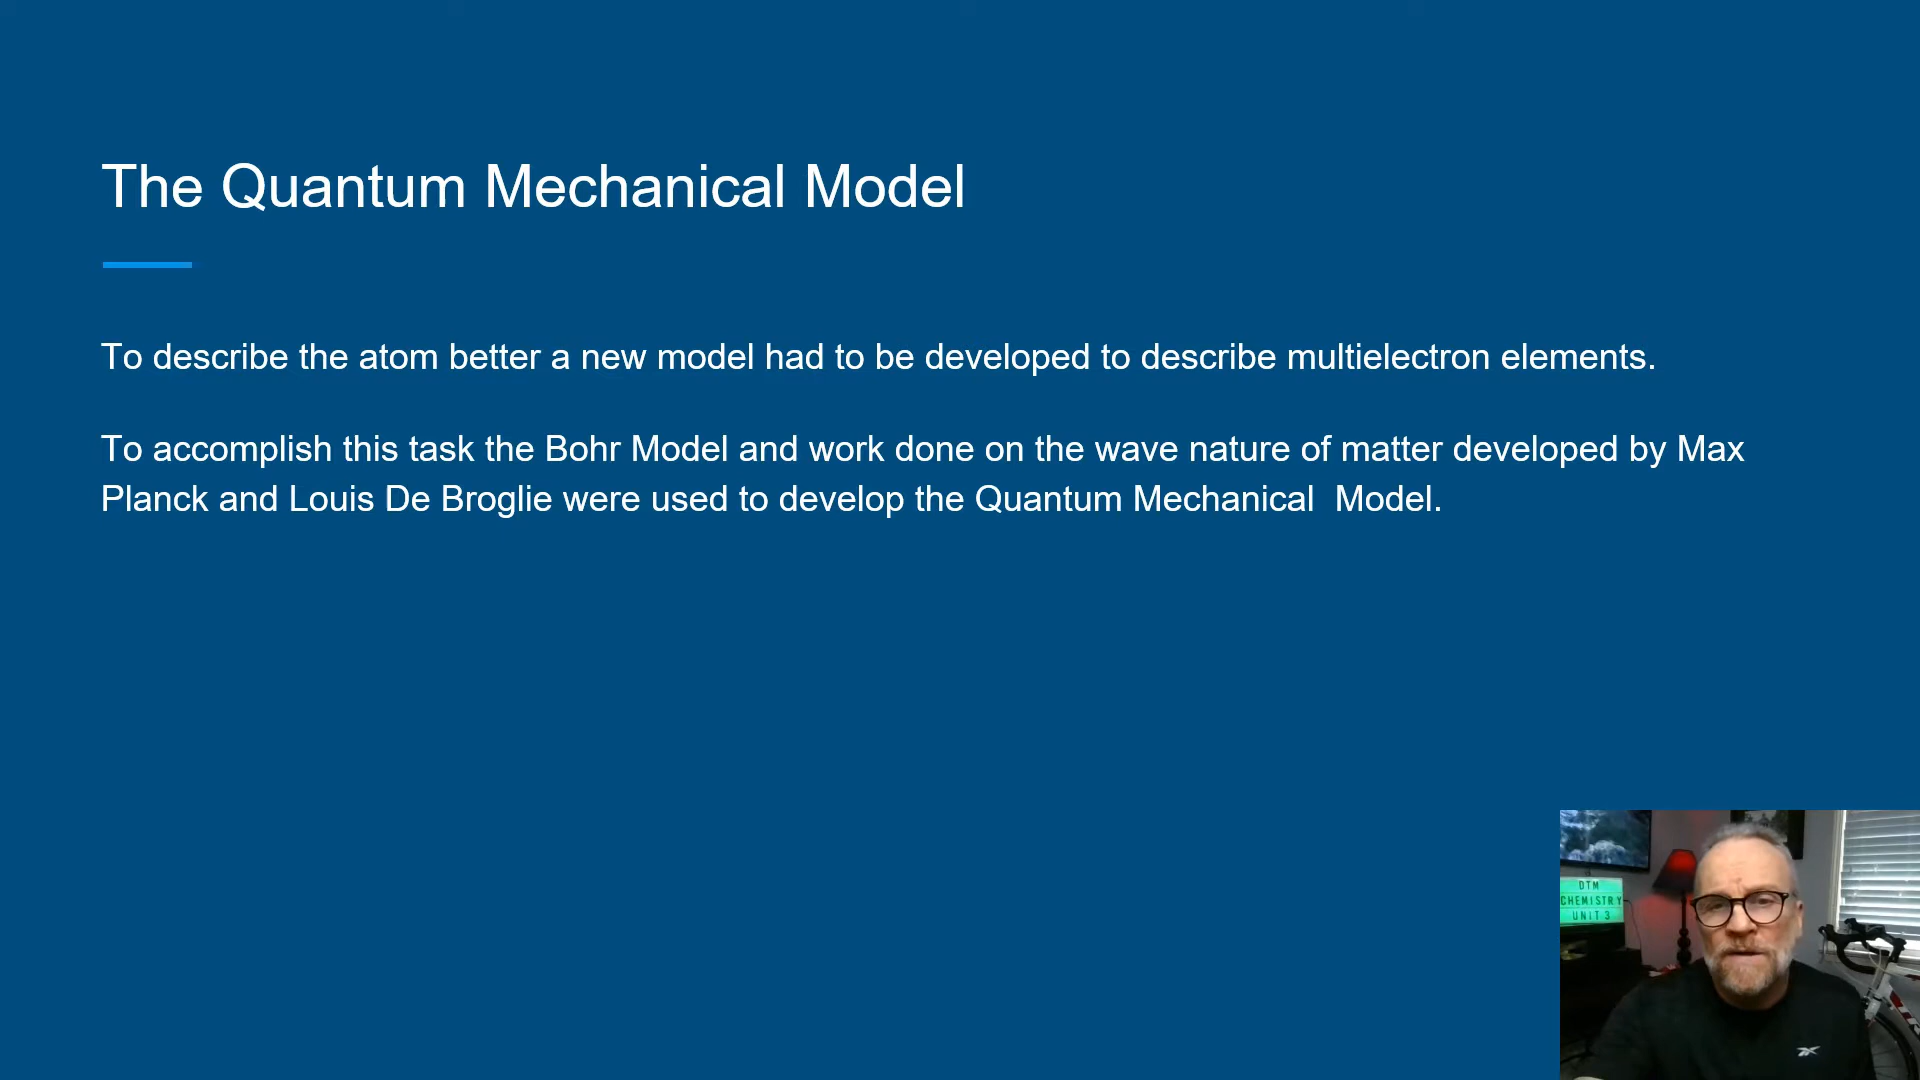 The Quantum Mechanical Model
To describe the atom better a new model had to be developed to describe multielectron elements.
To accomplish this task the Bohr Model and work done on the wave nature of matter developed by Max
Planck and Louis De Broglie were used to develop the Quantum Mechanical  Model.
DTM
CHEMISTRY
UNIT 3